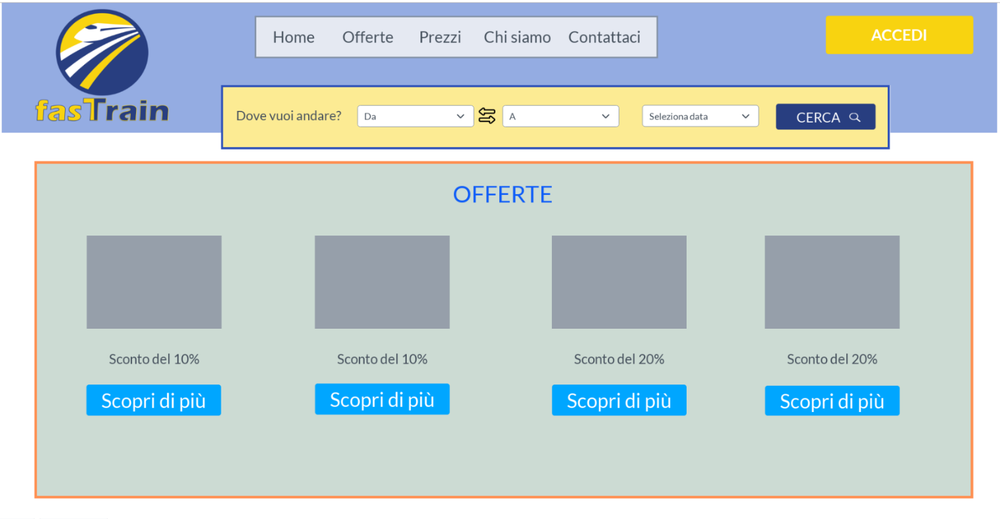 Home Offerte Prezzi Chi siamo Contattaci
ACCEDI
fasTrain
Dove vuoi andare? Da A Seleziona data CERCA
OFFERTE
Sconto del 10% Sconto del 10% Sconto del 20% Sconto del 20%
Scopri di più Scopri di più Scopri di più Scopri di più